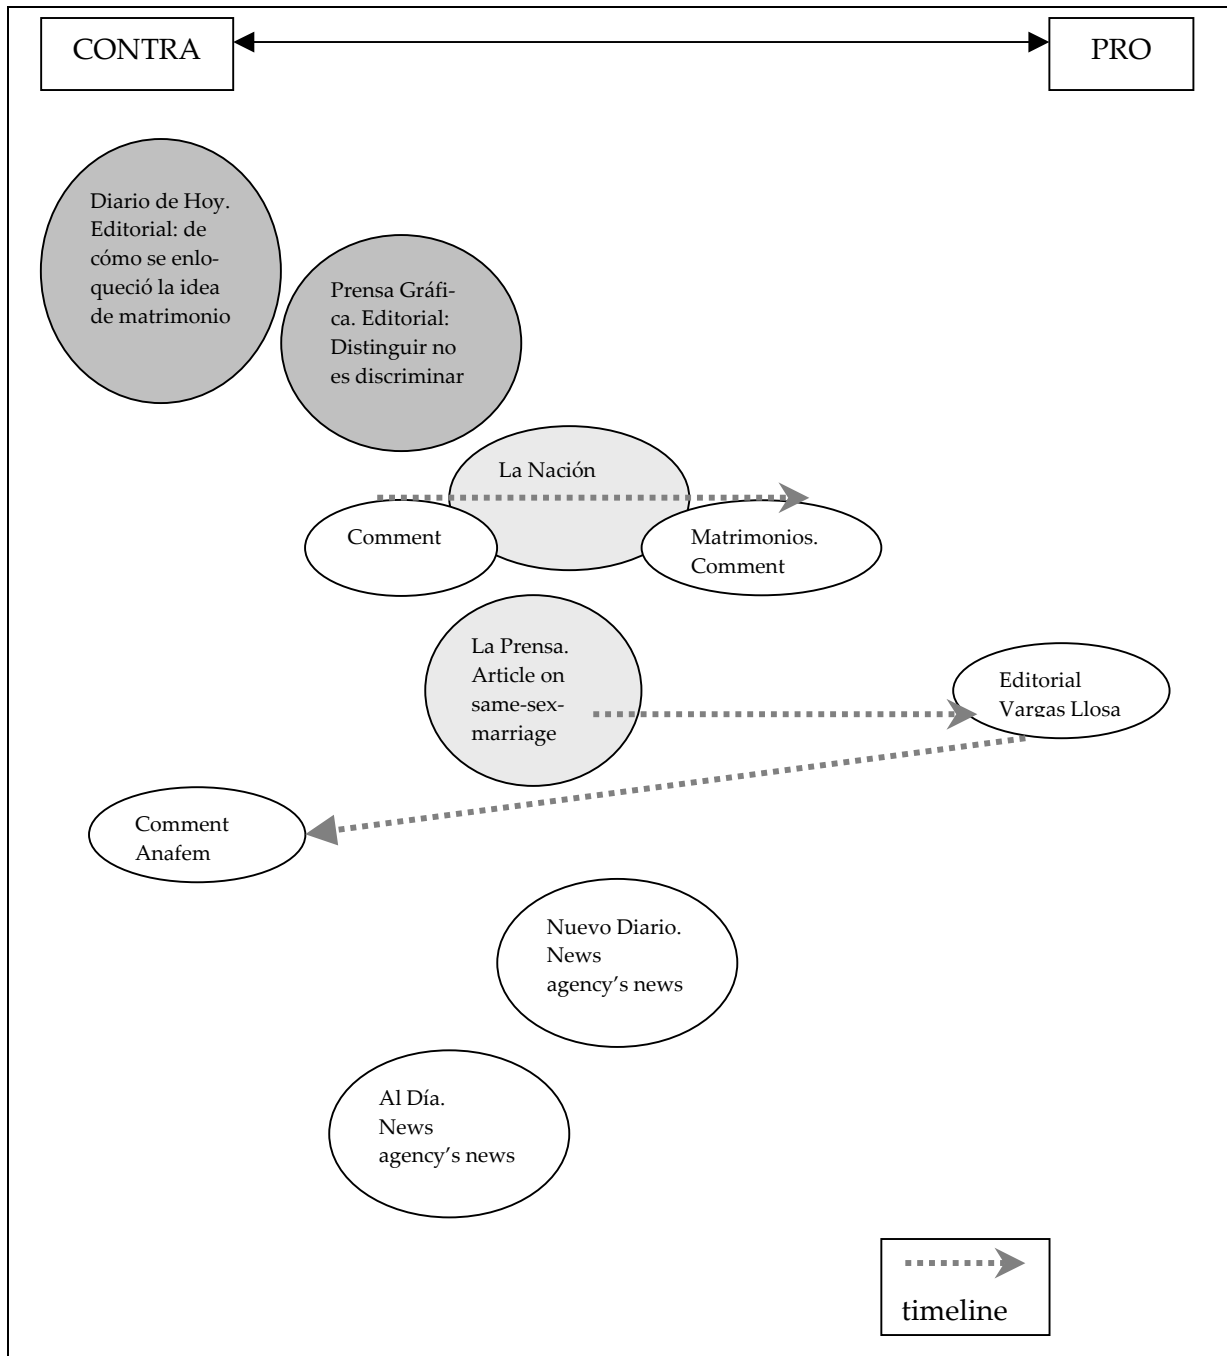 CONTRA
PRO
Diario de Hoy.
Editorial: de
cómo se enlo-
queció la idea
de matrimonio
Prensa Gráfi-
ca. Editorial:
Distinguir no
es discriminar
La Nación
Comment
Matrimonios.
Comment
La Prensa.
Article on
same-sex-
marriage
Editorial
Vargas Llosa
Comment
Anafem
Nuevo Diario.
News
agency’s news
Al Día.
News
agency’s news
timeline